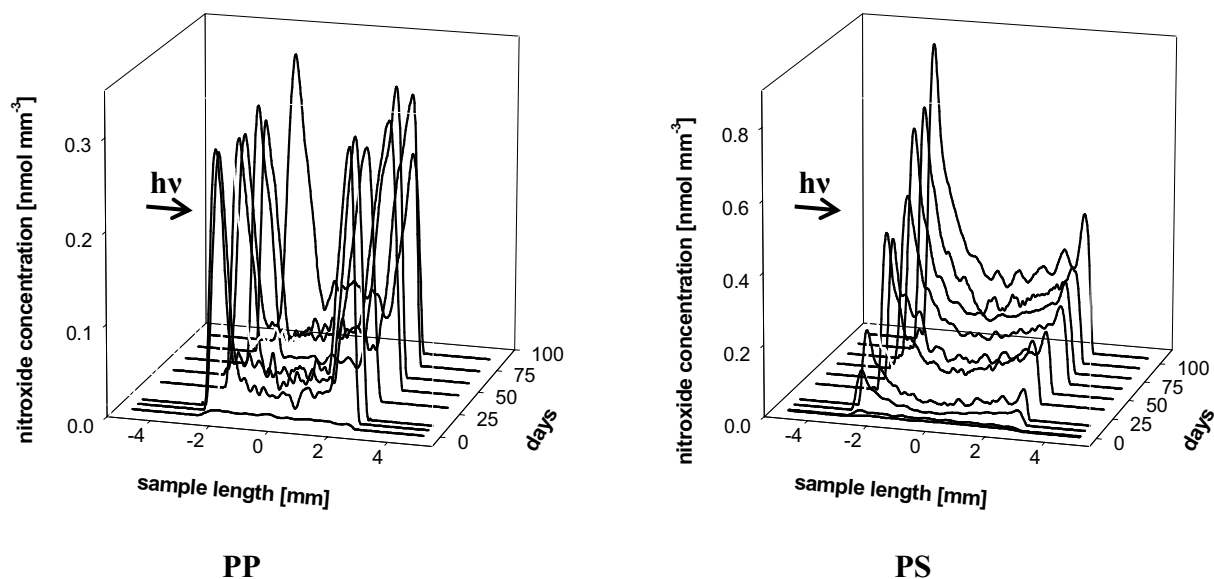 nitroxide concentration [nmol mm-3]
0.3
0.2
0.1
0.0
hν
-4
-2
0
2
4
sample length [mm]
0
25
50
75
100
days
PP
nitroxide concentration [nmol mm-3]
0.8
0.6
0.4
0.2
0.0
hν
-4
-2
0
2
4
sample length [mm]
0
25
50
75
100
days
PS